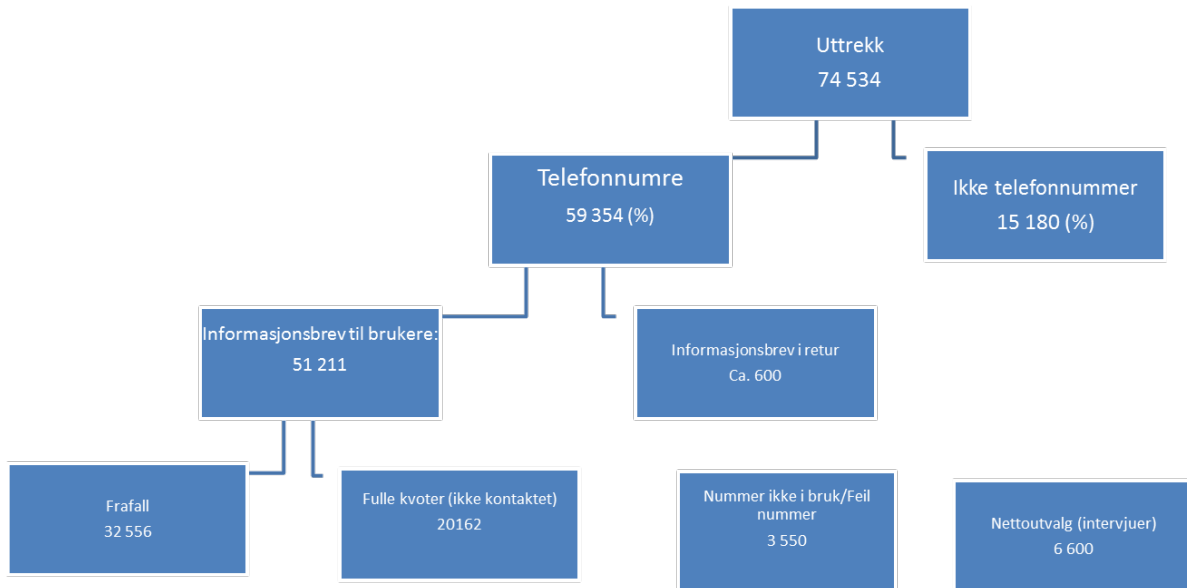 Uttrekk
74 534
Telefonnumre
59 354 (%)
Ikke telefonnummer
15 180 (%)
Informasjonsbrev til brukere:
51 211
Informasjonsbrev i retur
Ca. 600
Frafall
32 556
Fulle kvoter (ikke kontaktet)
20162
Nummer ikke i bruk/Feil
nummer
3 550
Nettoutvalg (intervjuer)
6 600